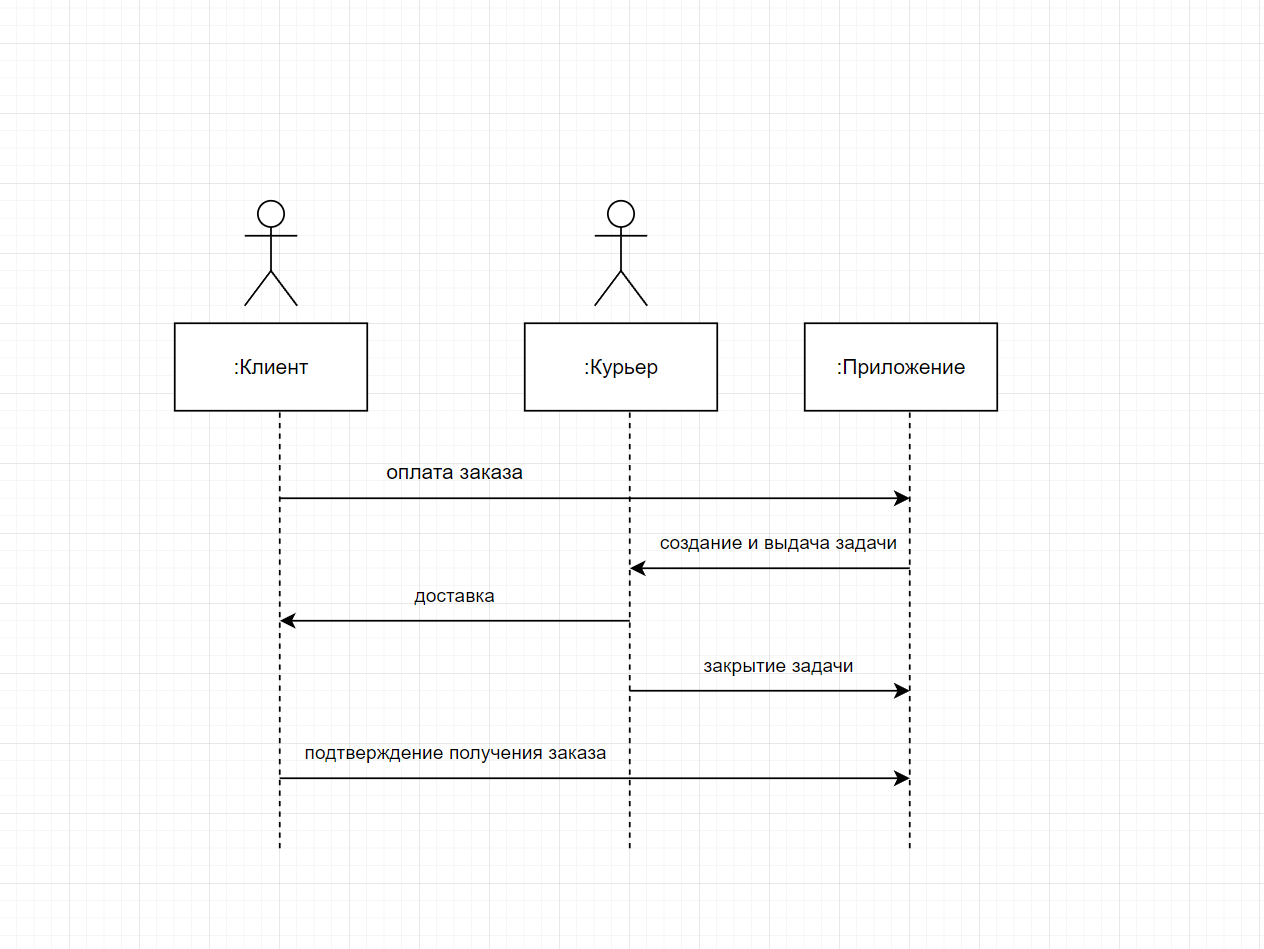 :Клиент
:Курьер
:Приложение
оплата заказа
создание и выдача задачи
доставка
закрытие задачи
подтверждение получения заказа